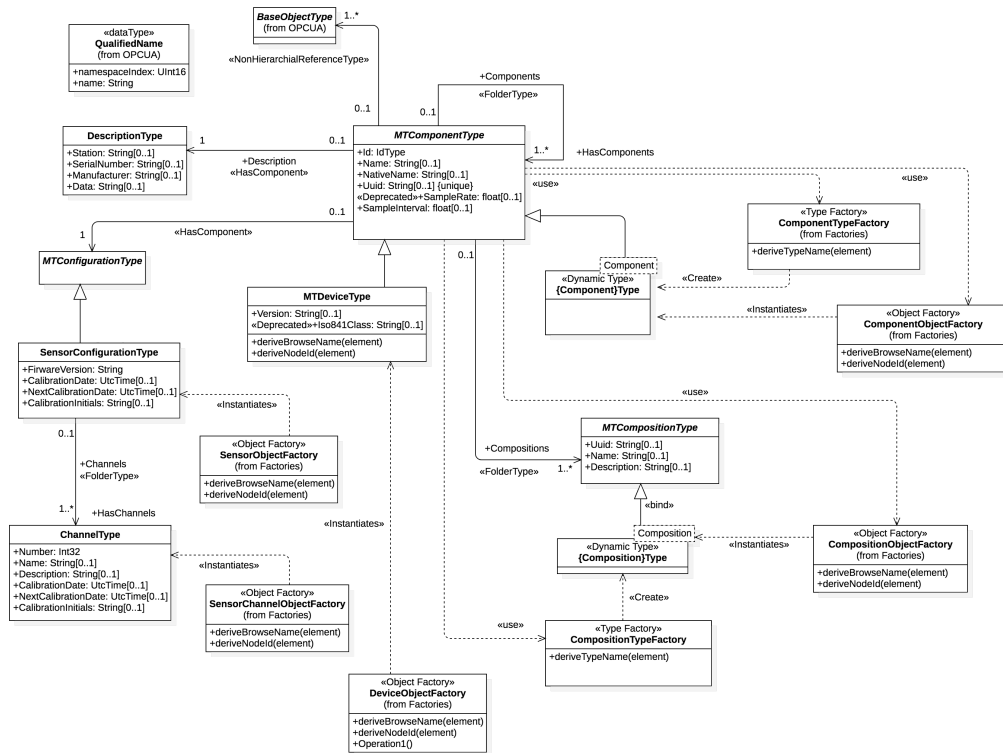 «dataType»
QualifiedName
(from OPCUA)
+namespaceIndex: UInt16
+name: String
BaseObjectType
(from OPCUA)
1..*
«NonHierarchialReferenceType»
0..1
+Components
«FolderType»
0..1
1..*
+HasComponents
DescriptionType
+Station: String[0..1]
+SerialNumber: String[0..1]
+Manufacturer: String[0..1]
+Data: String[0..1]
1
0..1
+Description
«HasComponent»
MTComponentType
+Id: IdType
+Name: String[0..1]
+NativeName: String[0..1]
+Uuid: String[0..1] {unique}
«Deprecated»+SampleRate: float[0..1]
+SampleInterval: float[0..1]
«use»
«use»
0..1
1
«HasComponent»
0..1
MTConfigurationType
«Type Factory»
ComponentTypeFactory
(from Factories)
+deriveTypeName(element)
Component
«Dynamic Type»
{Component}Type
«Create»
«Instantiates»
MTDeviceType
+Version: String[0..1]
«Deprecated»+Iso841Class: String[0..1]
+deriveBrowseName(element)
+deriveNodeId(element)
«Object Factory»
ComponentObjectFactory
(from Factories)
+deriveBrowseName(element)
+deriveNodeId(element)
SensorConfigurationType
+FirwareVersion: String
+CalibrationDate: UtcTime[0..1]
+NextCalibrationDate: UtcTime[0..1]
+CalibrationInitials: String[0..1]
«Instantiates»
«use»
0..1
+Channels
«FolderType»
1..*
+HasChannels
«Object Factory»
SensorObjectFactory
(from Factories)
+deriveBrowseName(element)
+deriveNodeId(element)
+Compositions
«FolderType»
1..*
MTCompositionType
+Uuid: String[0..1]
+Name: String[0..1]
+Description: String[0..1]
«bind»
Composition
«Dynamic Type»
{Composition}Type
«Instantiates»
«Instantiates»
«Object Factory»
CompositionObjectFactory
(from Factories)
+deriveBrowseName(element)
+deriveNodeId(element)
ChannelType
+Number: Int32
+Name: String[0..1]
+Description: String[0..1]
+CalibrationDate: UtcTime[0..1]
+NextCalibrationDate: UtcTime[0..1]
+CalibrationInitials: String[0..1]
«Instantiates»
«Object Factory»
SensorChannelObjectFactory
(from Factories)
+deriveBrowseName(element)
+deriveNodeId(element)
«Create»
«use»
«Type Factory»
CompositionTypeFactory
+deriveTypeName(element)
«Object Factory»
DeviceObjectFactory
(from Factories)
+deriveBrowseName(element)
+deriveNodeId(element)
+Operation1()